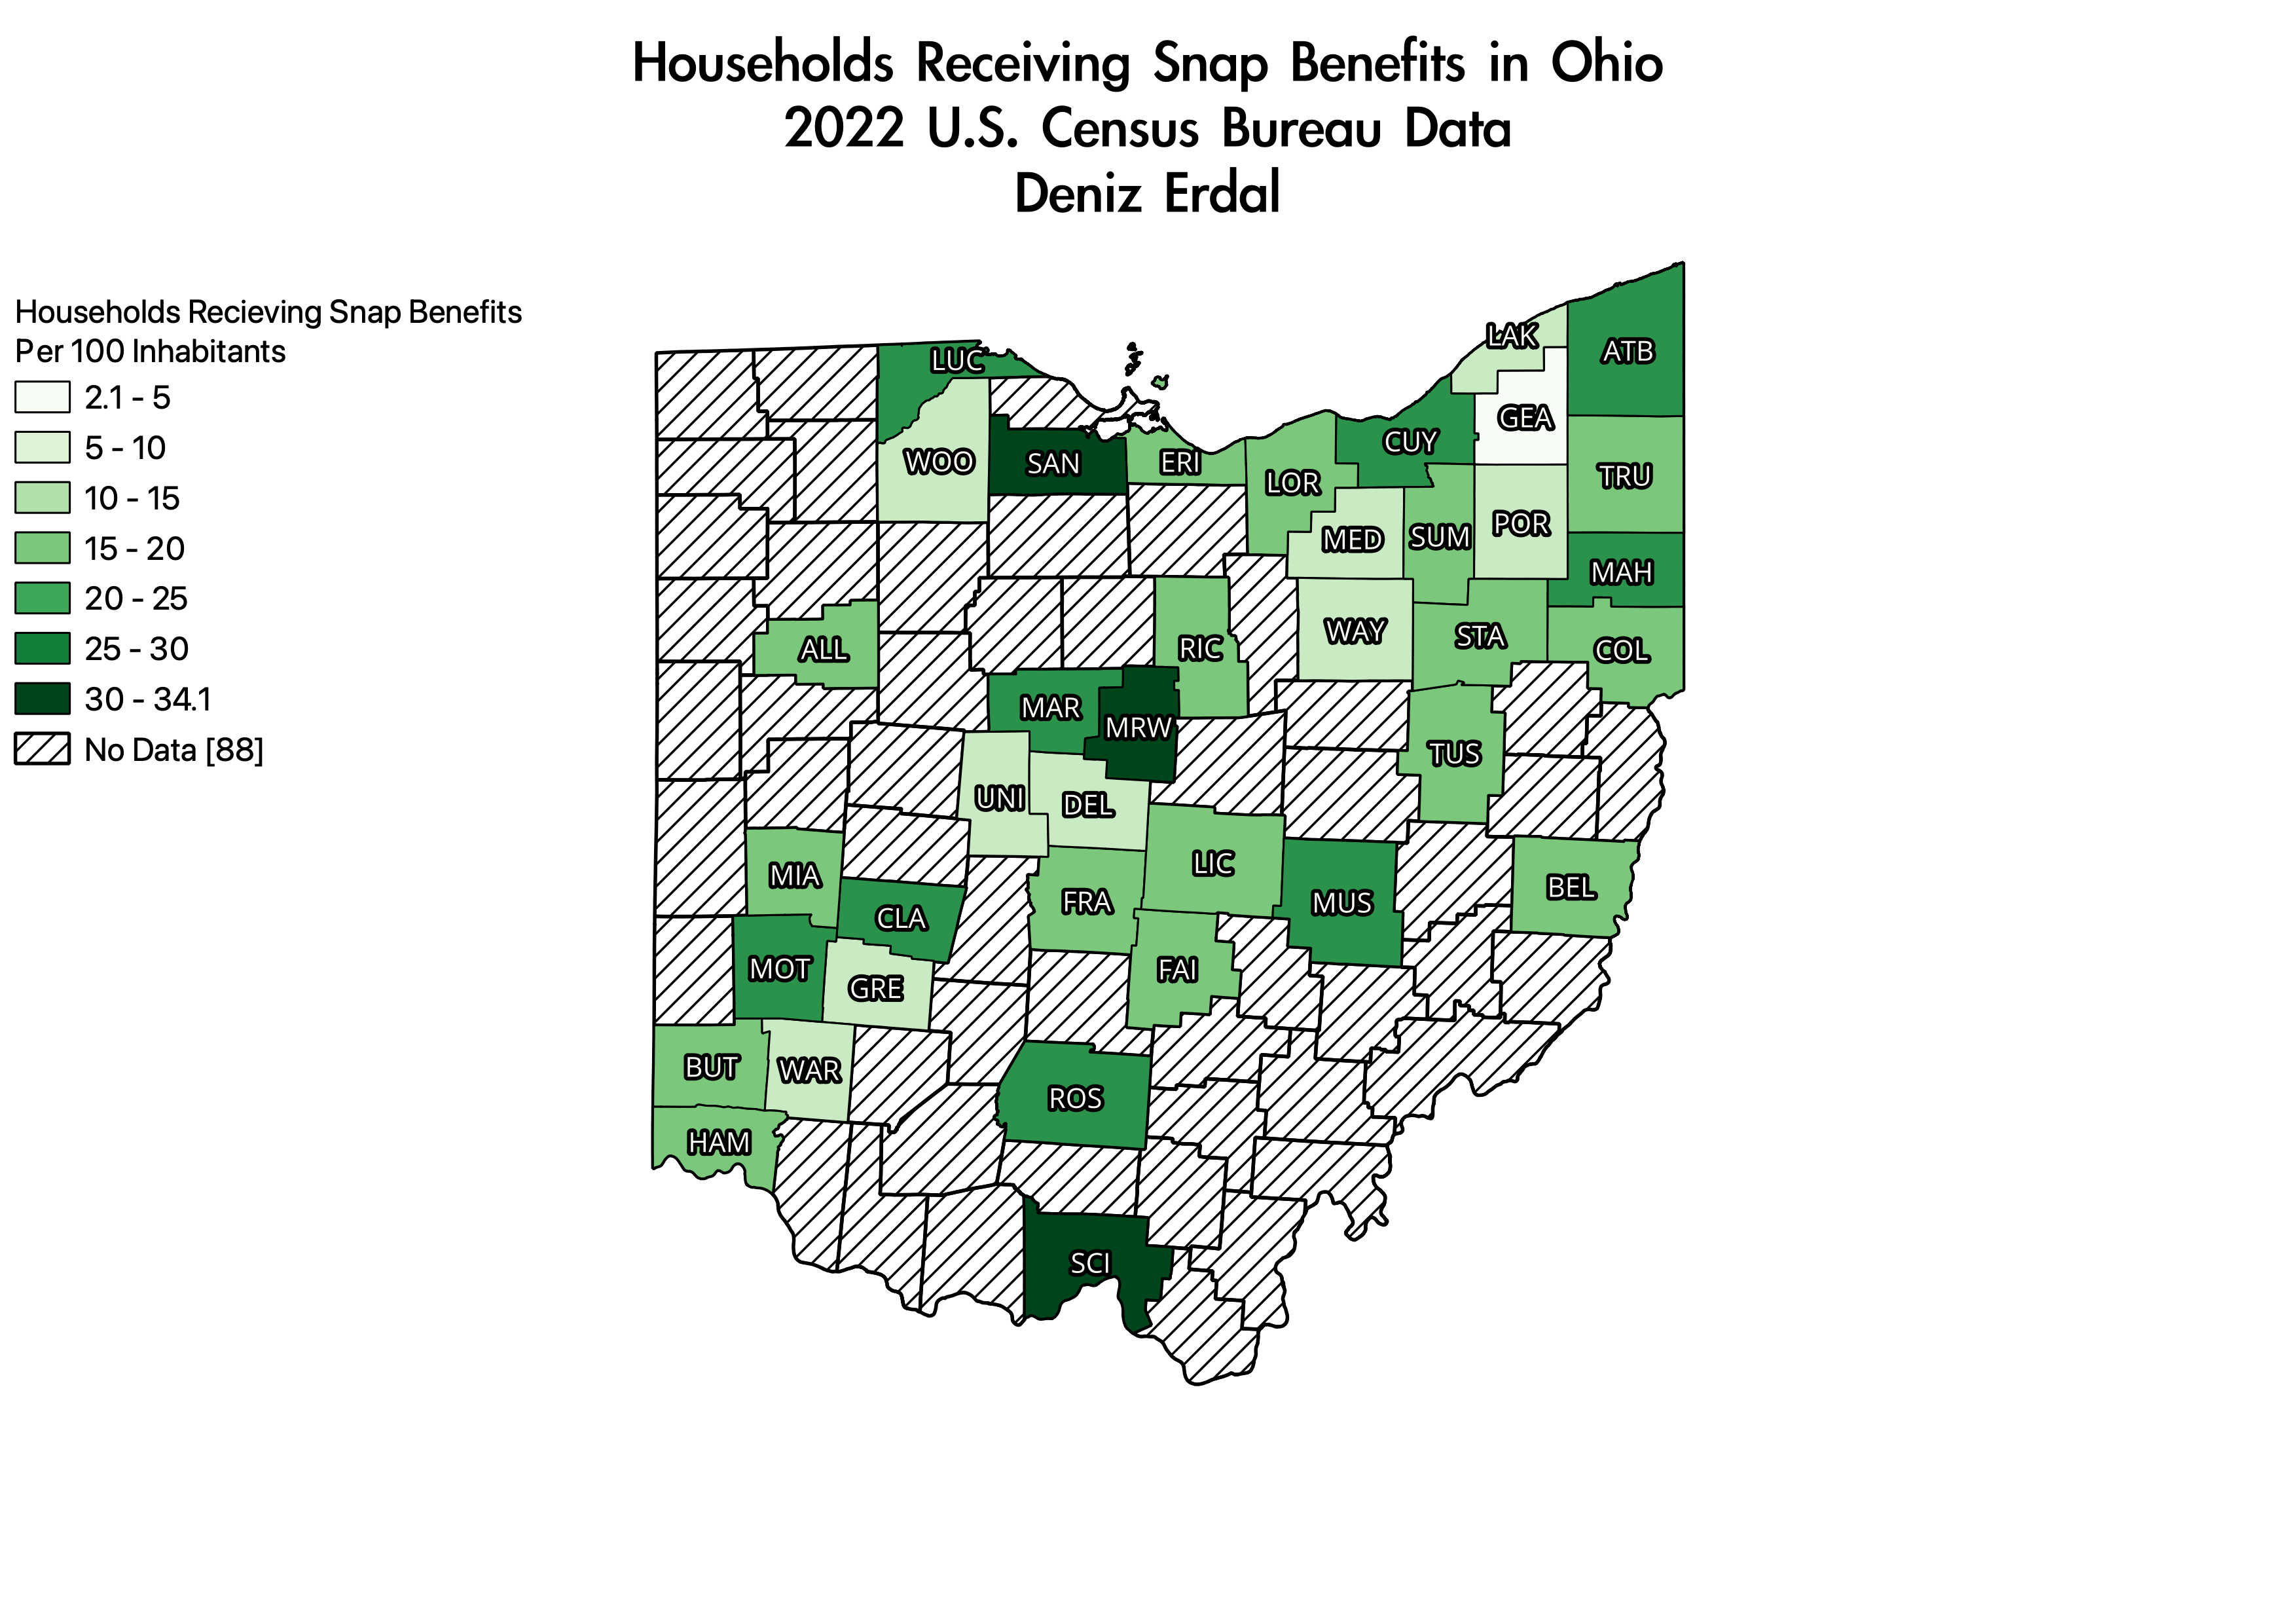 Households Receiving Snap Benefits in Ohio
2022 U.S. Census Bureau Data
Deniz Erdal
Households Recieving Snap Benefits
Per 100 Inhabitants
2.1 - 5
5 - 10
10 - 15
15 - 20
20 - 25
25 - 30
30 - 34.1
No Data [88]
LAK
ATB
LUC
GEA
CUY
WOO
SAN
ERI
TRU
LOR
POR
MED
SUM
MAH
WAY
STA
RIC
ALL
COL
MAR
MRW
TUS
UNI
DEL
LIC
MIA
BEL
FRA
MUS
CLA
MOT
FAI
GRE
BUT
WAR
ROS
HAM
SCI